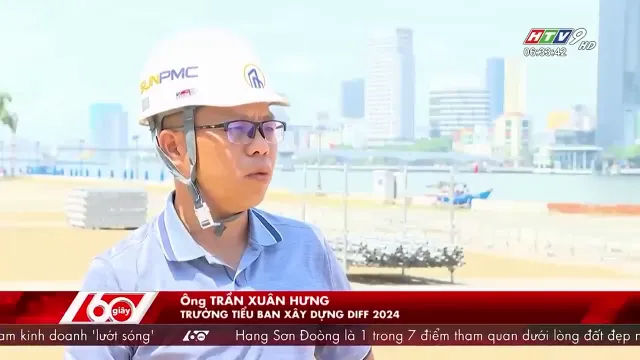 HTV9 HD
06:33:42
SUNPMC
Ông TRẦN XUÂN HƯNG
TRƯỞNG TIỂU BAN XÂY DỰNG DIFF 2024
60 giây
am kinh doanh 'lướt sóng' Hang Sơn Đoòng là 1 trong 7 điểm tham quan dưới lòng đất đẹp n